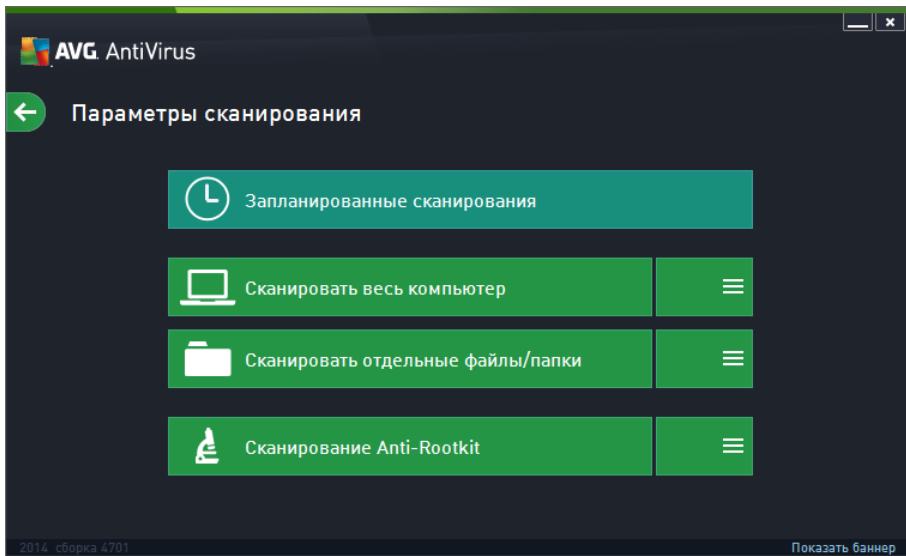 AVG. AntiVirus
Параметры сканирования
Запланированные сканирования
Сканировать весь компьютер
Сканировать отдельные файлы/папки
Сканирование Anti-Rootkit
2014 сборка 4701
Показать баннер